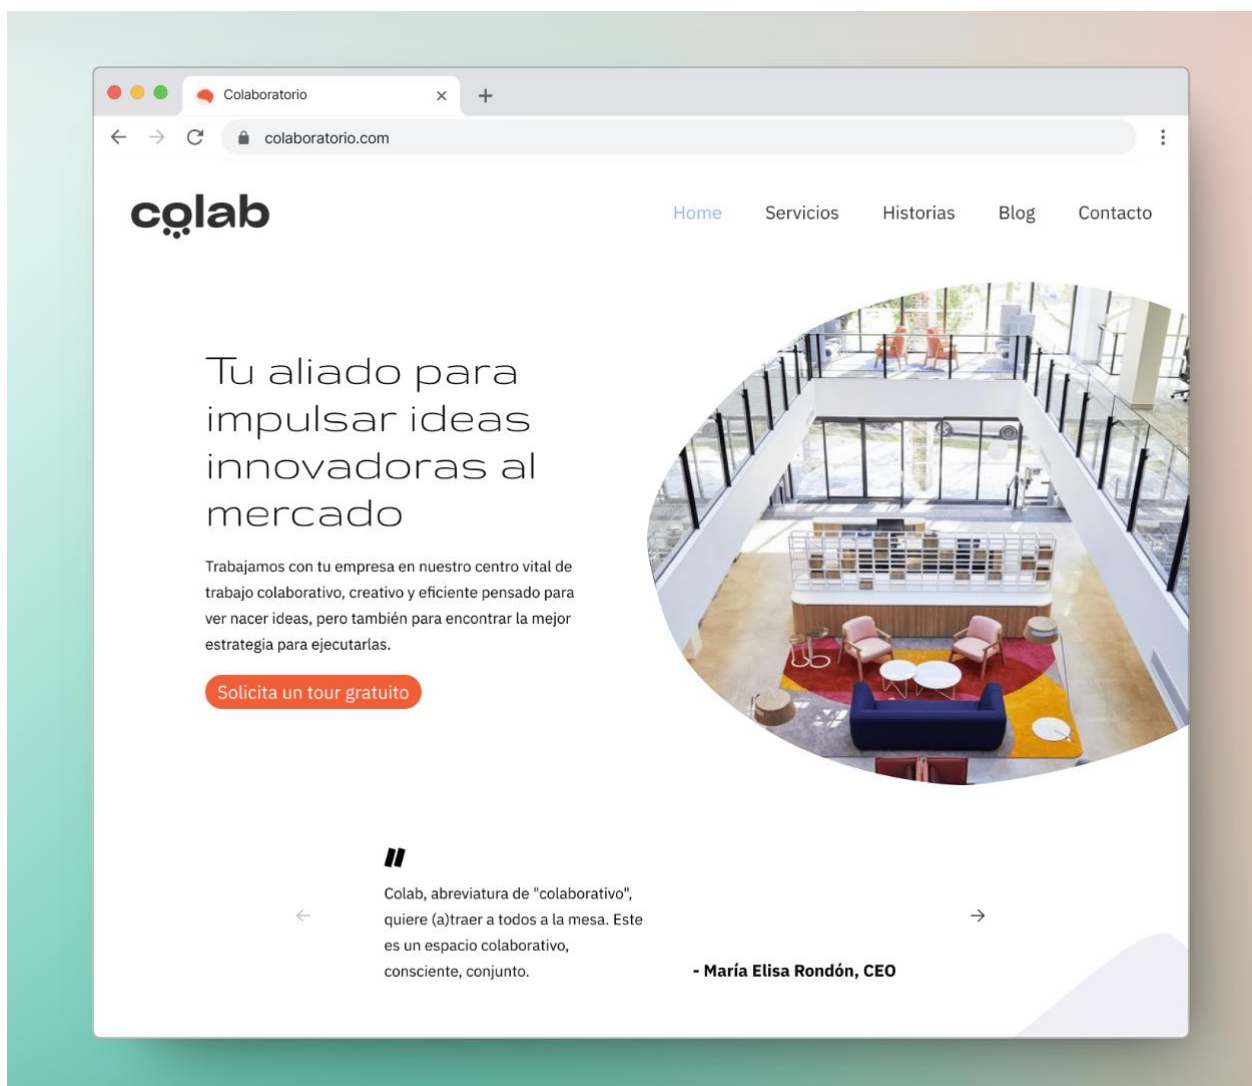 Colaboratorio
colaboratorio.com
colab
Home Servicios Historias Blog Contacto
Tu aliado para
impulsar ideas
innovadoras al
mercado
Trabajamos con tu empresa en nuestro centro vital de
trabajo colaborativo, creativo y eficiente pensado para
ver nacer ideas, pero también para encontrar la mejor
estrategia para ejecutarlas.
Solicita un tour gratuito
"
Colab, abreviatura de "colaborativo",
quiere (a)traer a todos a la mesa. Este
es un espacio colaborativo,
consciente, conjunto.
- María Elisa Rondón, CEO